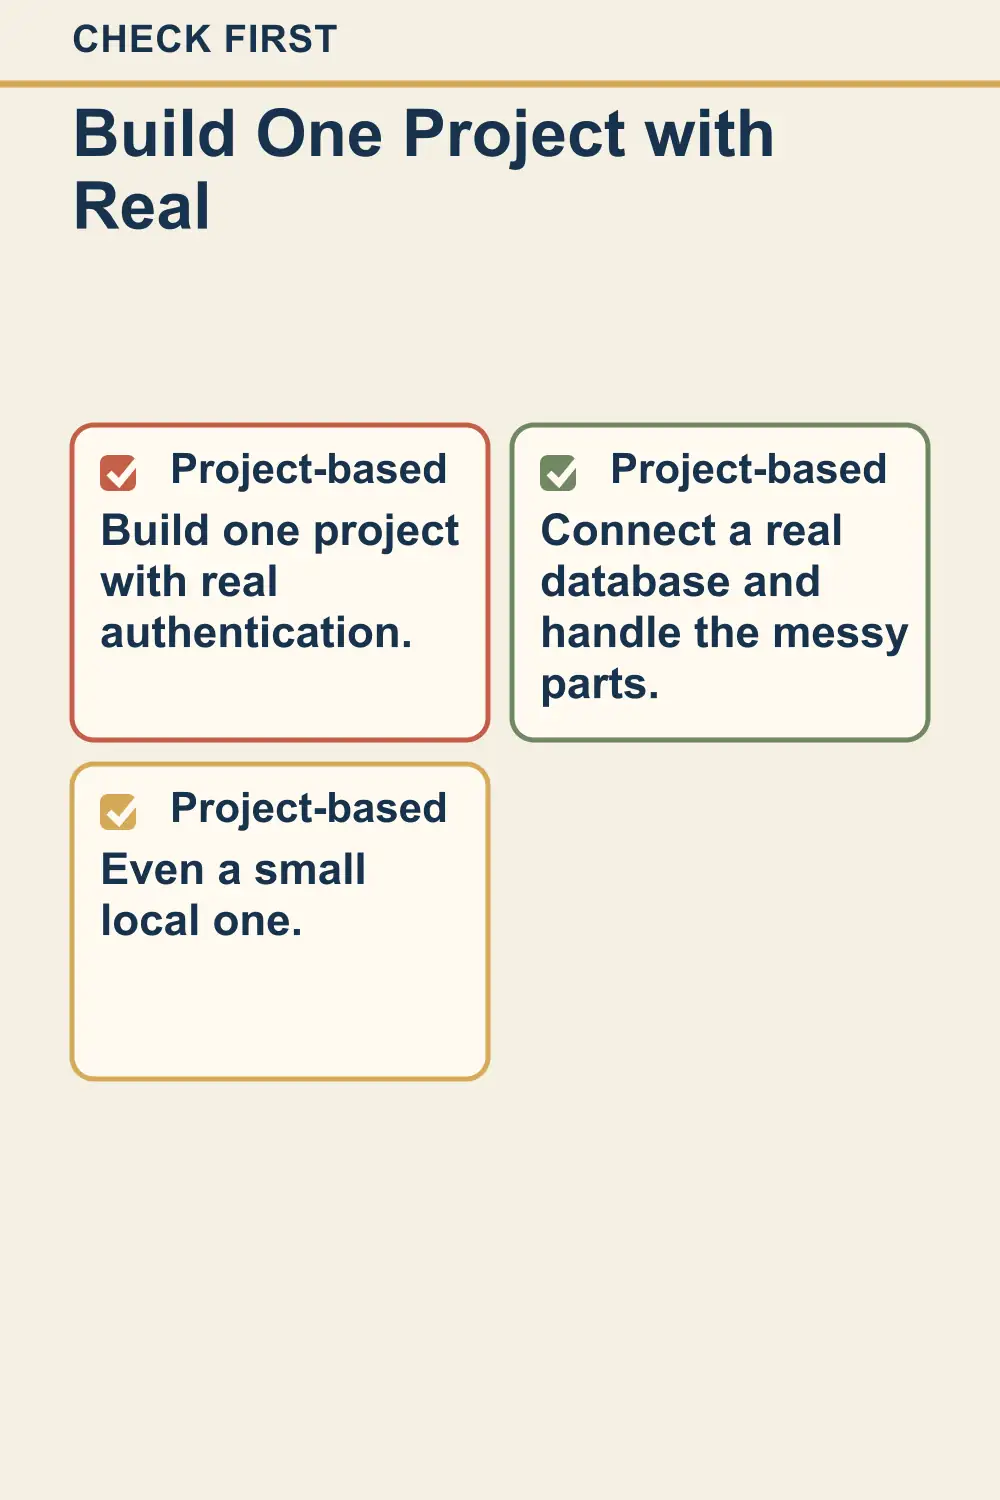 CHECK FIRST
Build One Project with
Real
Project-based
Build one project
with real
authentication.
Project-based
Connect a real
database and
handle the messy
parts.
Project-based
Even a small
local one.